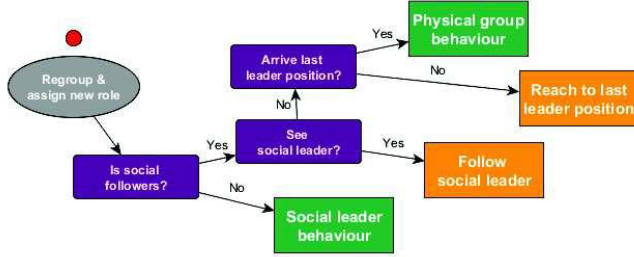 Physical group
behaviour
Yes
Arrive last
leader position?
Regroup &
assign new role
No
Reach to last
leader position
No
See
social leader?
Yes
Yes
Is social
followers?
Follow
social leader
No
Social leader
behaviour